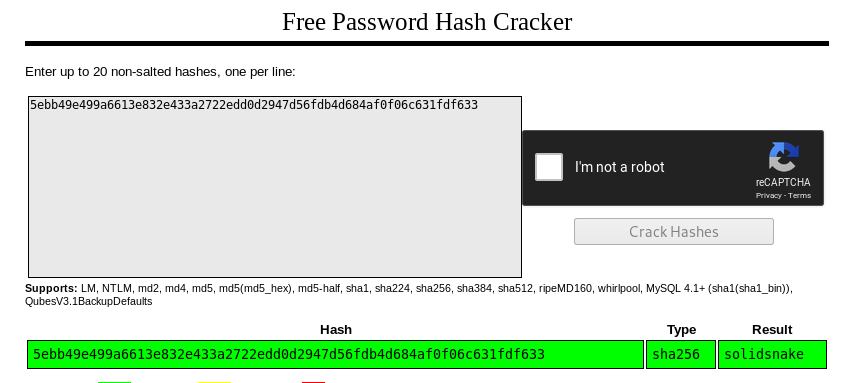 Free Password Hash Cracker
Enter up to 20 non-salted hashes, one per line:
5ebb49e499a6613e832e433a2722edd0d2947d56fdb4d684af0f06c631fdf633
I'm not a robot
reCAPTCHA
Privacy - Terms
Crack Hashes
Supports: LM, NTLM, md2, md4, md5, md5(md5_hex), md5-half, sha1, sha224, sha256, sha384, sha512, ripeMD160, whirlpool, MySQL 4.1+ (sha1(sha1_bin)),
QubesV3.1BackupDefaults
Hash Type Result
5ebb49e499a6613e832e433a2722edd0d2947d56fdb4d684af0f06c631fdf633 sha256 solidsnake